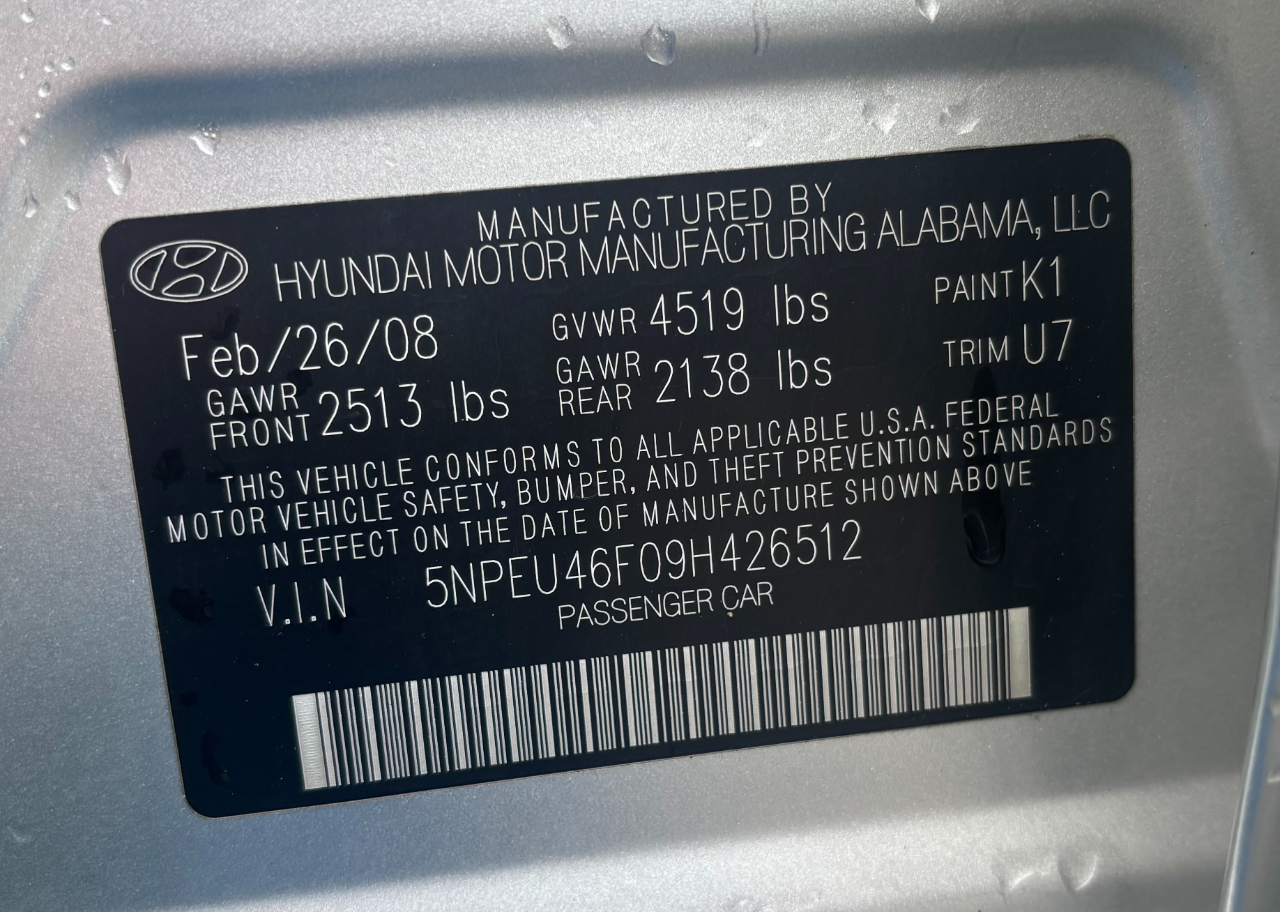 MANUFACTURED BY
HYUNDAI MOTOR MANUFACTURING ALABAMA, LLC
Feb/26/08 GVWR 4519 lbs PAINT K1
GAWR FRONT 2513 lbs GAWR REAR 2138 lbs TRIM U7
THIS VEHICLE CONFORMS TO ALL APPLICABLE U.S.A. FEDERAL
MOTOR VEHICLE SAFETY, BUMPER, AND THEFT PREVENTION STANDARDS
IN EFFECT ON THE DATE OF MANUFACTURE SHOWN ABOVE
V.I.N 5NPEU46F09H426512
PASSENGER CAR